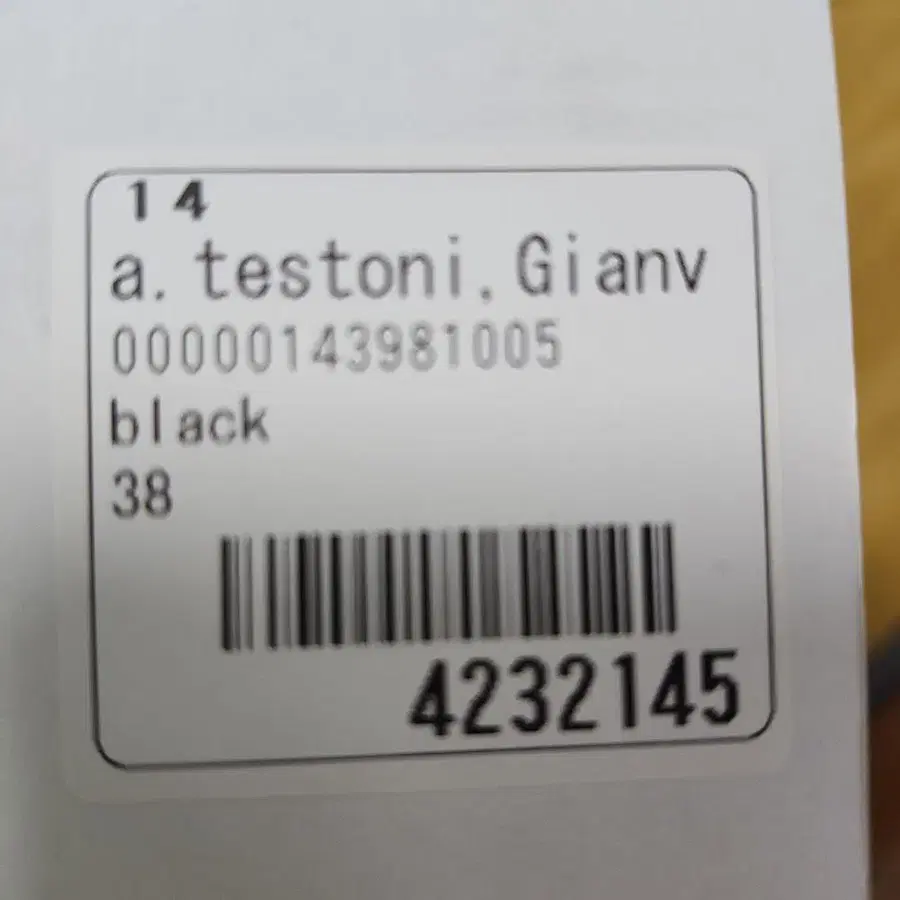 14
a.testoni.Gianv
00000143981005
black
38
4232145